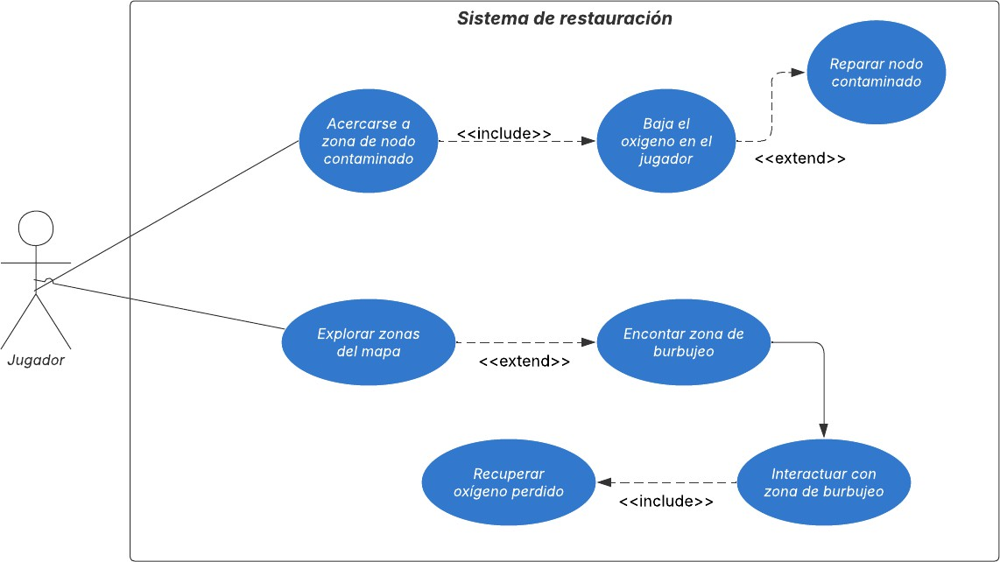 Sistema de restauración
Reparar nodo
contaminado
Acercarse a
zona de nodo
contaminado
<<include>>
Baja el
oxigeno en el
jugador
<<extend>>
Jugador
Explorar zonas
del mapa
<<extend>>
Encontar zona de
burbujeo
Recuperar
oxígeno perdido
<<include>>
Interactuar con
zona de burbujeo